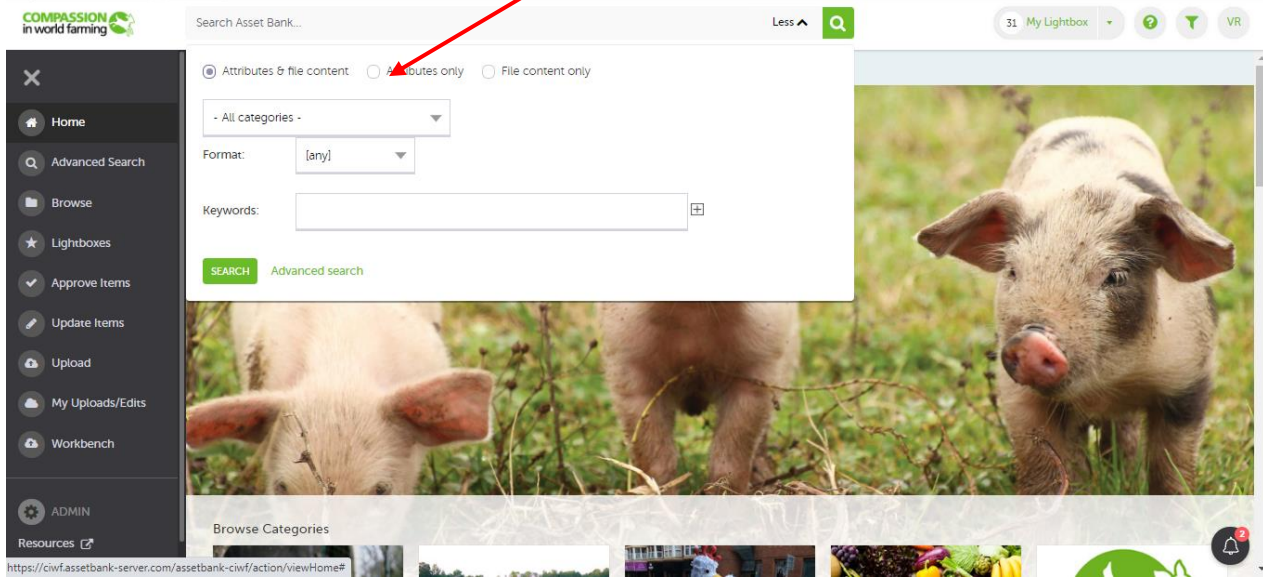 COMPASSION
in world farming
Search Asset Bank...
Less
31 My Lightbox
?
VR
Attributes & file content
Attributes only
File content only
- All categories -
Format:
[any]
Keywords:
SEARCH
Advanced search
Home
Advanced Search
Browse
Lightboxes
Approve Items
Update Items
Upload
My Uploads/Edits
Workbench
ADMIN
Resources
Browse Categories
2
https://ciwf.assetbank-server.com/assetbank-ciwf/action/viewHome#